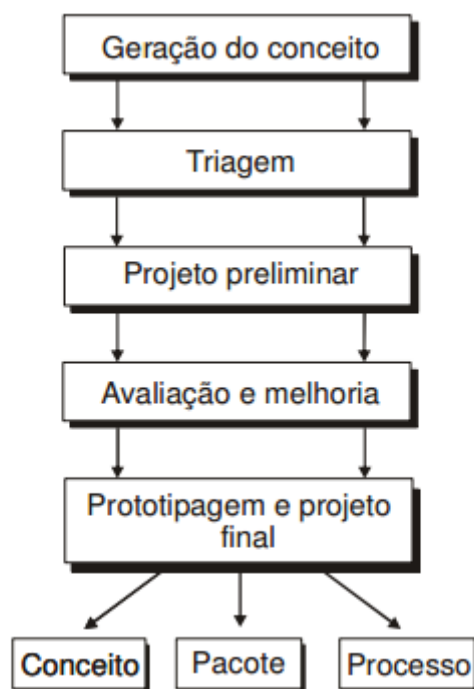 Geração do conceito
Triagem
Projeto preliminar
Avaliação e melhoria
Prototipagem e projeto
final
Conceito
Pacote
Processo